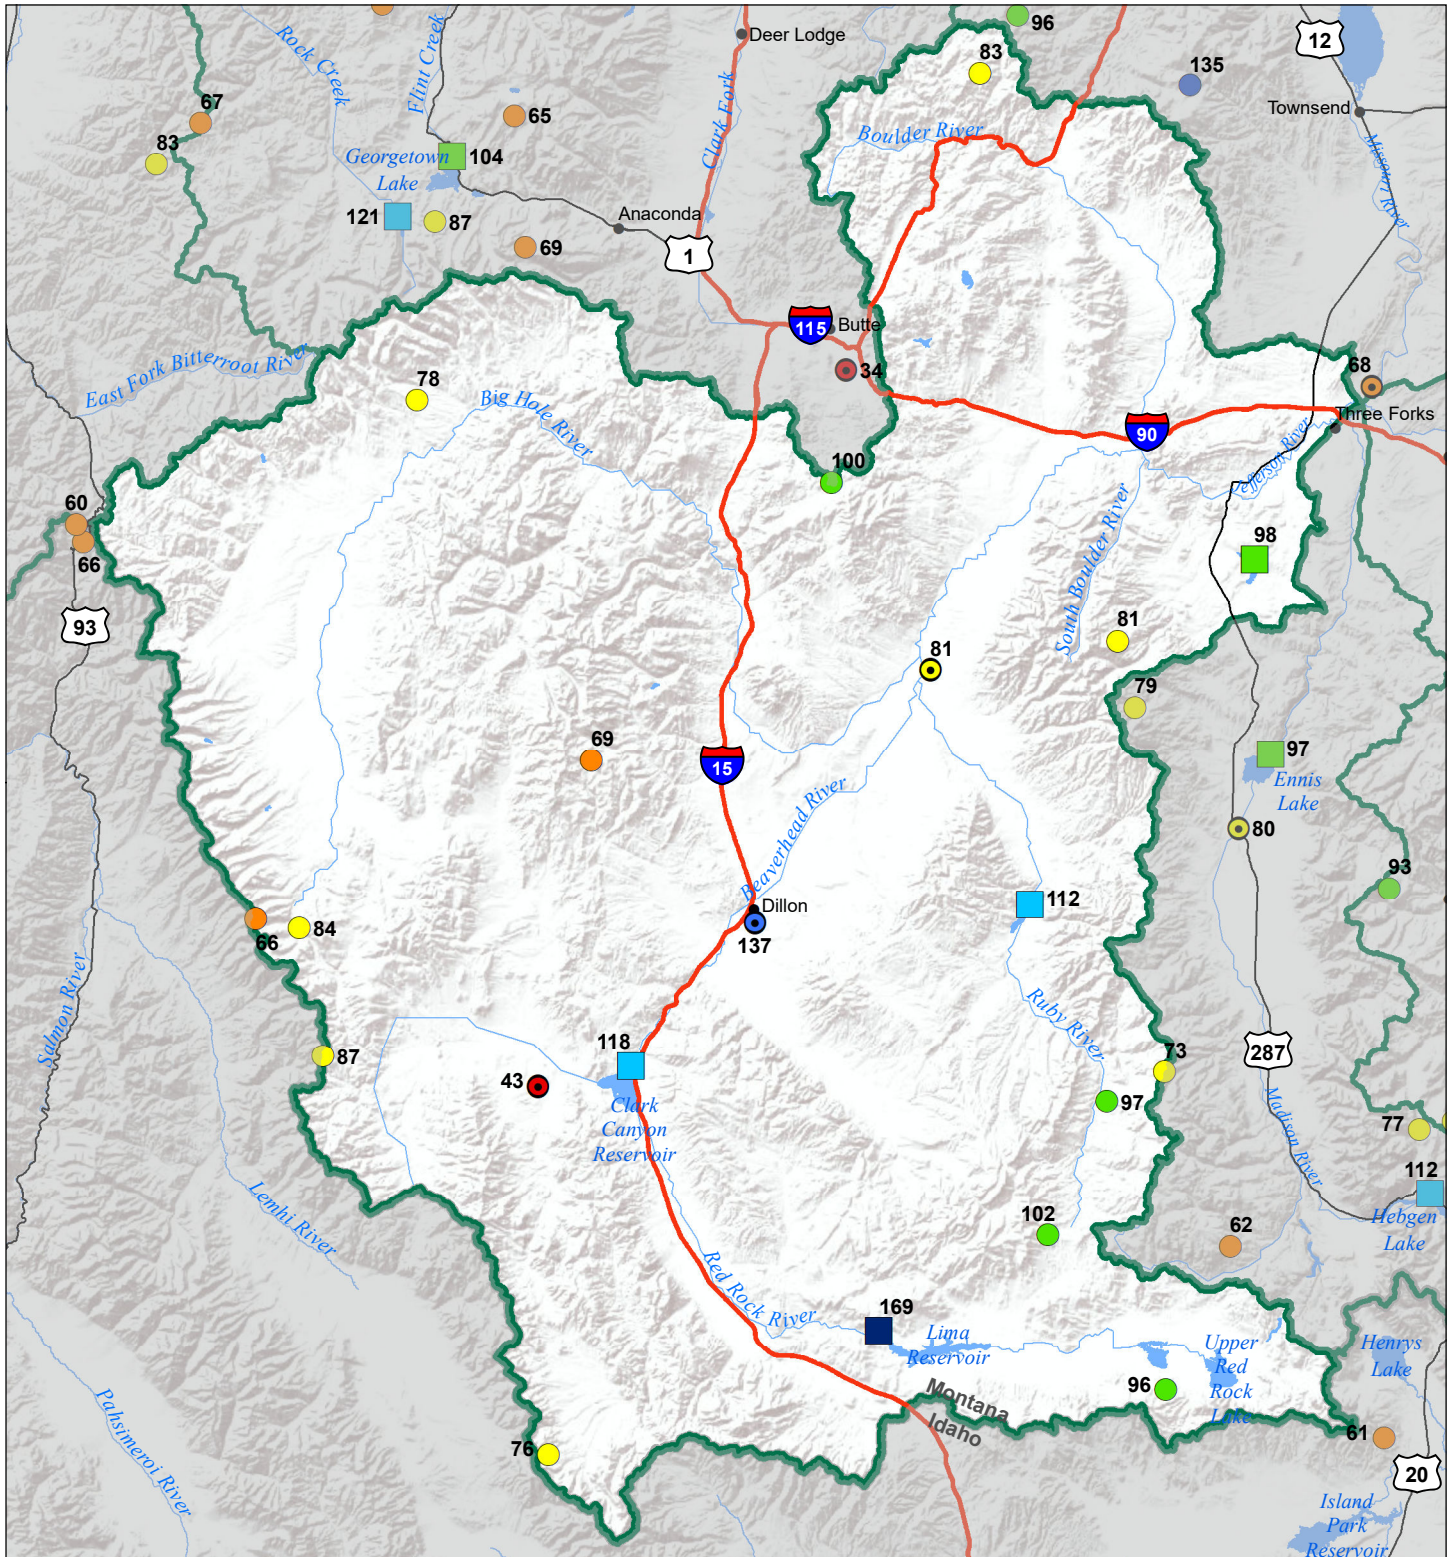 96
12
Deer Lodge
Rock Creek
Flint Creek
83
135
Townsend
67
65
Clark Fork
Boulder River
Missouri River
83
Georgetown
Lake
104
121
87
Anaconda
69
1
115
Butte
East Fork Bitterroot River
34
68
78
Big Hole River
Three Forks
90
100
Jefferson River
60
66
98
South Boulder River
93
81
81
79
69
15
97
Ennis
Lake
Beaverhead River
80
93
Dillon
137
112
66
84
Salmon River
Ruby River
118
87
43
73
287
Clark
Canyon
Reservoir
97
Madison River
77
112
Lemhi River
102
62
Hebgen
Lake
Red Rock River
169
Lima
Reservoir
Upper
Red
Rock
Lake
Henrys
Lake
96
Montana
Idaho
Pahsimeroi River
76
61
20
Island
Park
Reservoir